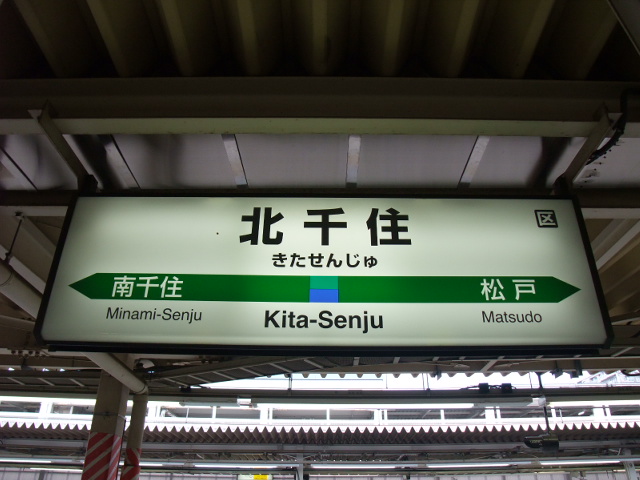 北千住
区
きたせんじゅ
南千住
松戸
Minami-Senju
Kita-Senju
Matsudo